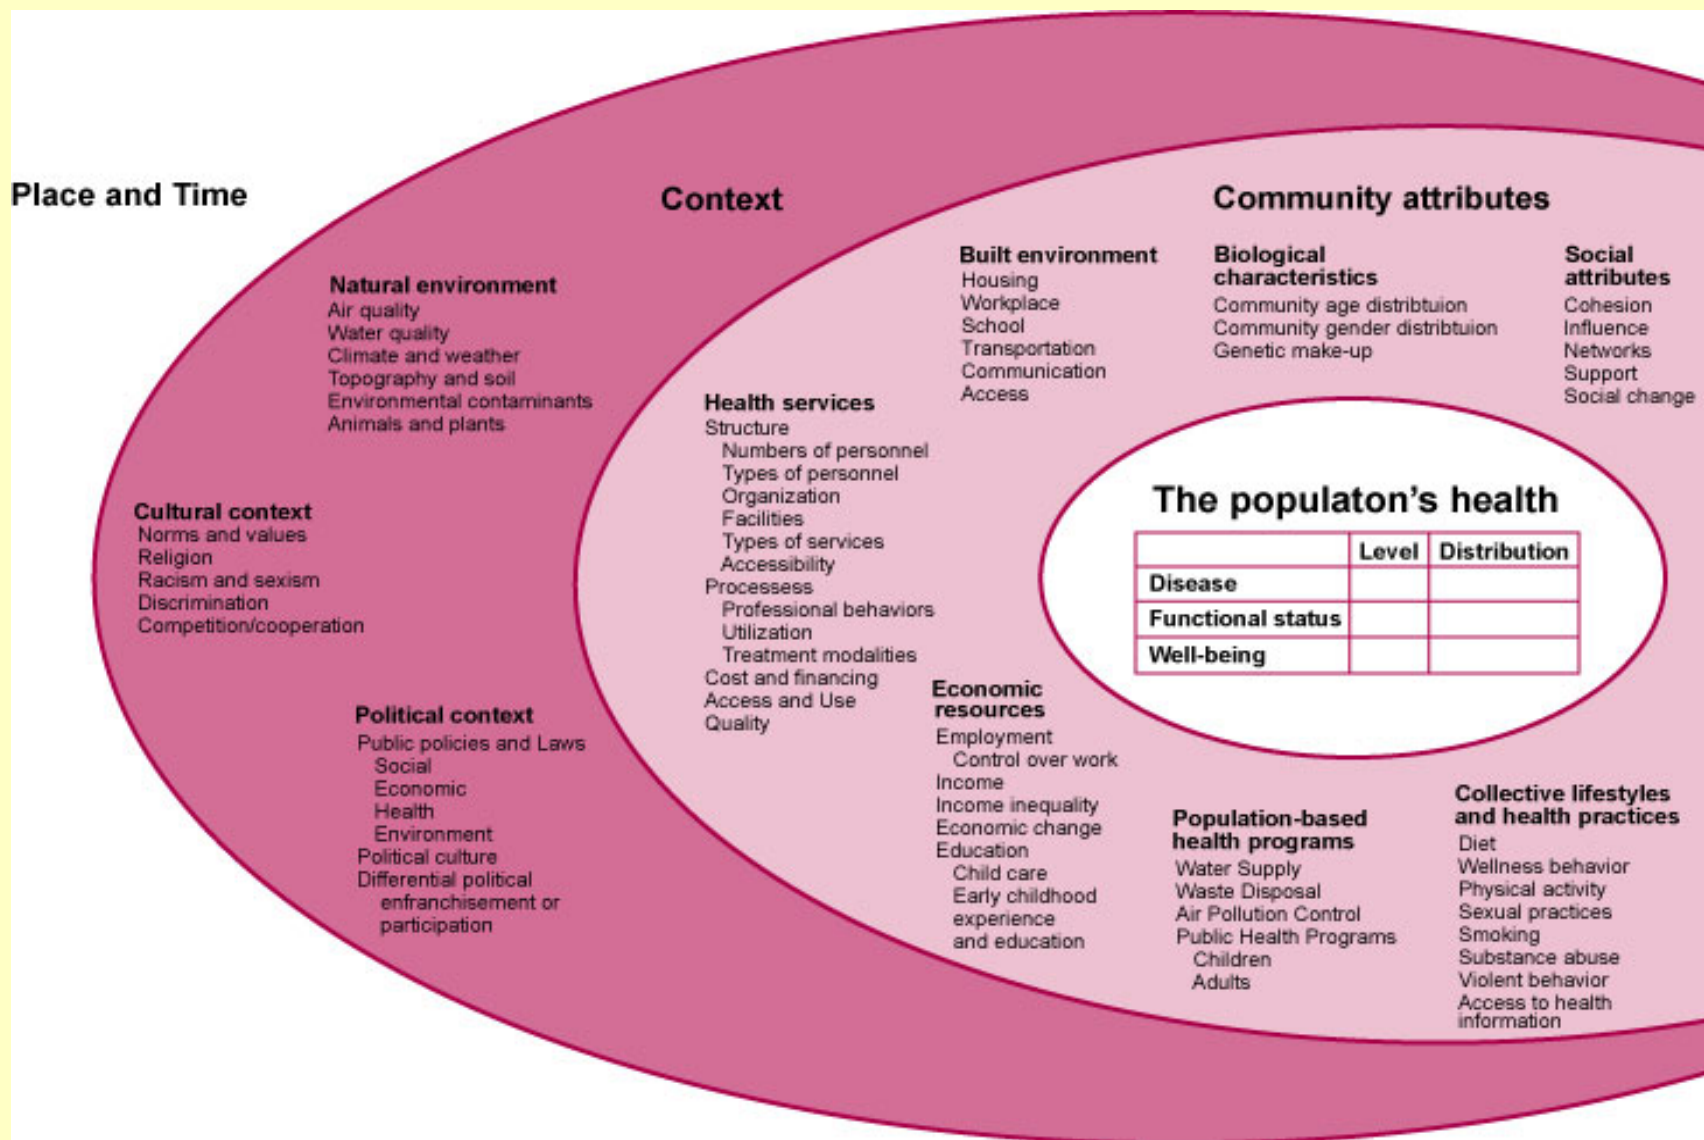 Place and Time
Context
Community attributes
Natural environment
Air quality
Water quality
Climate and weather
Topography and soil
Environmental contaminants
Animals and plants
Cultural context
Norms and values
Religion
Racism and sexism
Discrimination
Competition/cooperation
Political context
Public policies and Laws
Social
Economic
Health
Environment
Political culture
Differential political
enfranchisement or
participation
Health services
Structure
Numbers of personnel
Types of personnel
Organization
Facilities
Types of services
Accessibility
Processess
Professional behaviors
Utilization
Treatment modalities
Cost and financing
Access and Use
Quality
Built environment
Housing
Workplace
School
Transportation
Communication
Access
Biological
characteristics
Community age distribtuion
Community gender distribtuion
Genetic make-up
Social
attributes
Cohesion
Influence
Networks
Support
Social change
The populaton’s health
Level Distribution
Disease
Functional status
Well-being
Economic
resources
Employment
Control over work
Income
Income inequality
Economic change
Education
Child care
Early childhood
experience
and education
Population-based
health programs
Water Supply
Waste Disposal
Air Pollution Control
Public Health Programs
Children
Adults
Collective lifestyles
and health practices
Diet
Wellness behavior
Physical activity
Sexual practices
Smoking
Substance abuse
Violent behavior
Access to health
information